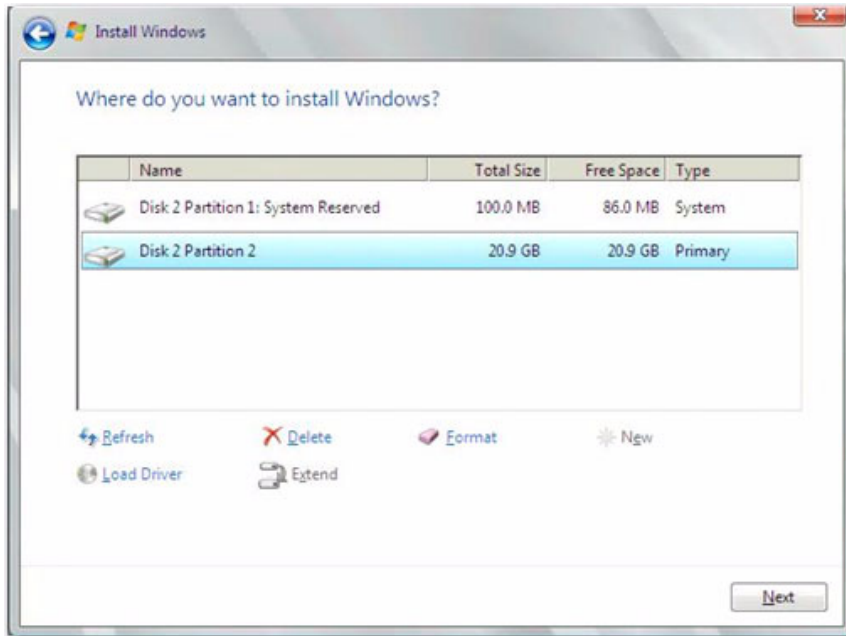 Install Windows
Where do you want to install Windows?
Name Total Size Free Space Type
Disk 2 Partition 1: System Reserved 100.0 MB 86.0 MB System
Disk 2 Partition 2 20.9 GB 20.9 GB Primary
Refresh Delete Format New
Load Driver Extend
Next